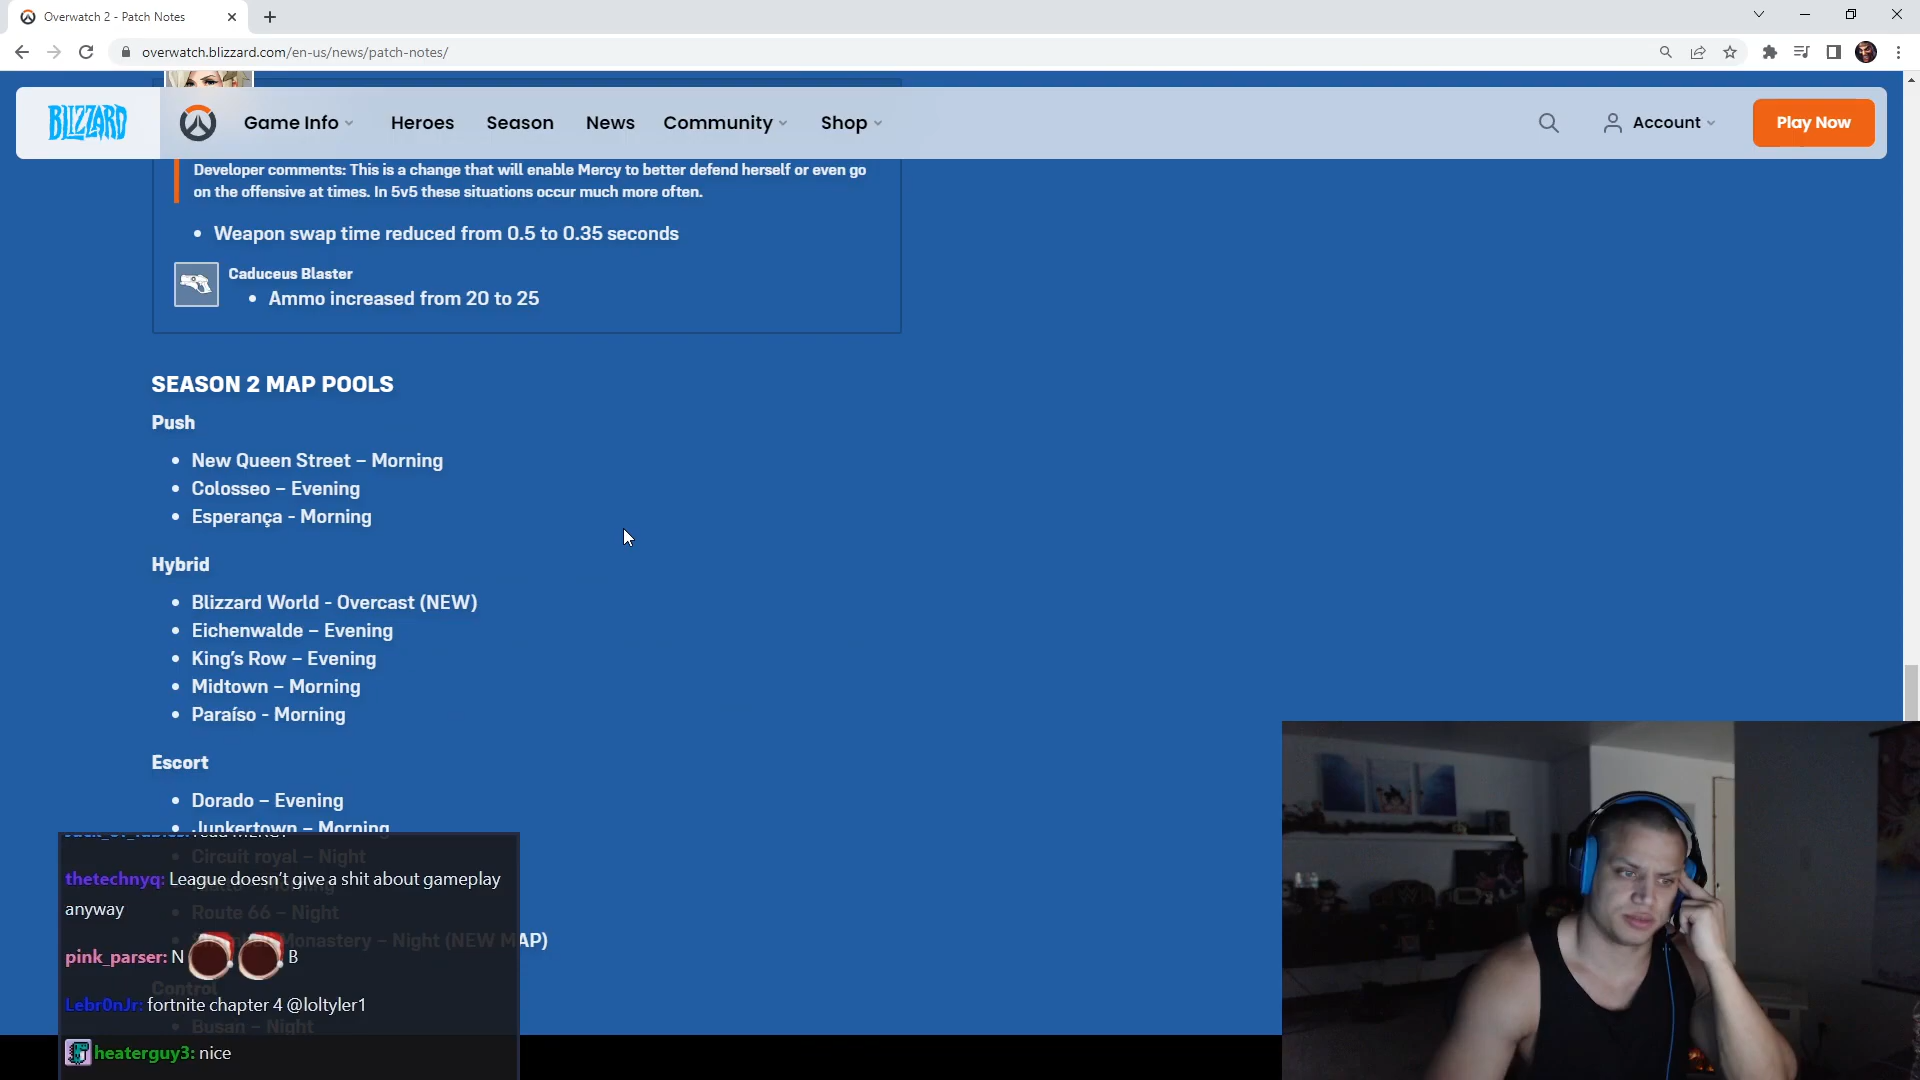 Overwatch 2 - Patch Notes
overwatch.blizzard.com/en-us/news/patch-notes/
BLIZZARD
Game Info
Heroes
Season
News
Community
Shop
Account
Play Now
Developer comments: This is a change that will enable Mercy to better defend herself or even go
on the offensive at times. In 5v5 these situations occur much more often.
• Weapon swap time reduced from 0.5 to 0.35 seconds
Caduceus Blaster
• Ammo increased from 20 to 25
SEASON 2 MAP POOLS
Push
• New Queen Street – Morning
• Colosseo – Evening
• Esperança - Morning
Hybrid
• Blizzard World - Overcast (NEW)
• Eichenwalde – Evening
• King’s Row – Evening
• Midtown – Morning
• Paraíso - Morning
Escort
• Dorado – Evening
• Junkertown – Morning
• Circuit royal – Night
• Route 66 – Night
Monastery – Night (NEW MAP)
Control
• Busan – Night
thetechnyq: League doesn’t give a shit about gameplay
anyway
pink_parser: N B
Lebr0nJr: fortnite chapter 4 @loltyler1
heaterguy3: nice